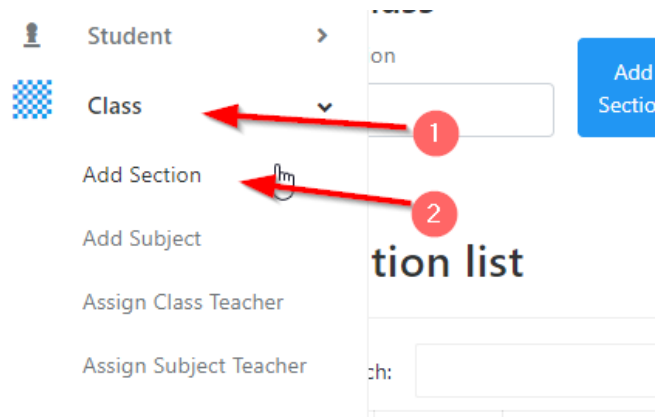 Student
on
Add
Class
1
Add Section
2
Add Subject
tion list
Assign Class Teacher
Assign Subject Teacher
ch: